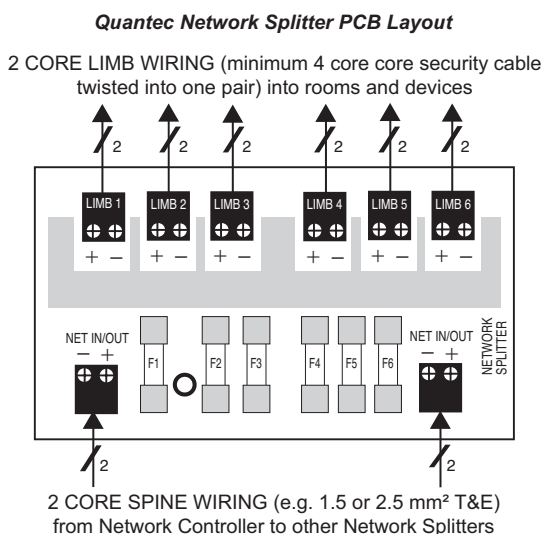 Quantec Network Splitter PCB Layout
2 CORE LIMB WIRING (minimum 4 core core security cable
twisted into one pair) into rooms and devices
2 2 2 2 2 2
LIMB 1 LIMB 2 LIMB 3 LIMB 4 LIMB 5 LIMB 6
+ − + − + − + − + − + −
NET IN/OUT
− +
F1 F2 F3 F4 F5 F6
NET IN/OUT
− +
NETWORK
SPLITTER
2 2
2 CORE SPINE WIRING (e.g. 1.5 or 2.5 mm² T&E)
from Network Controller to other Network Splitters